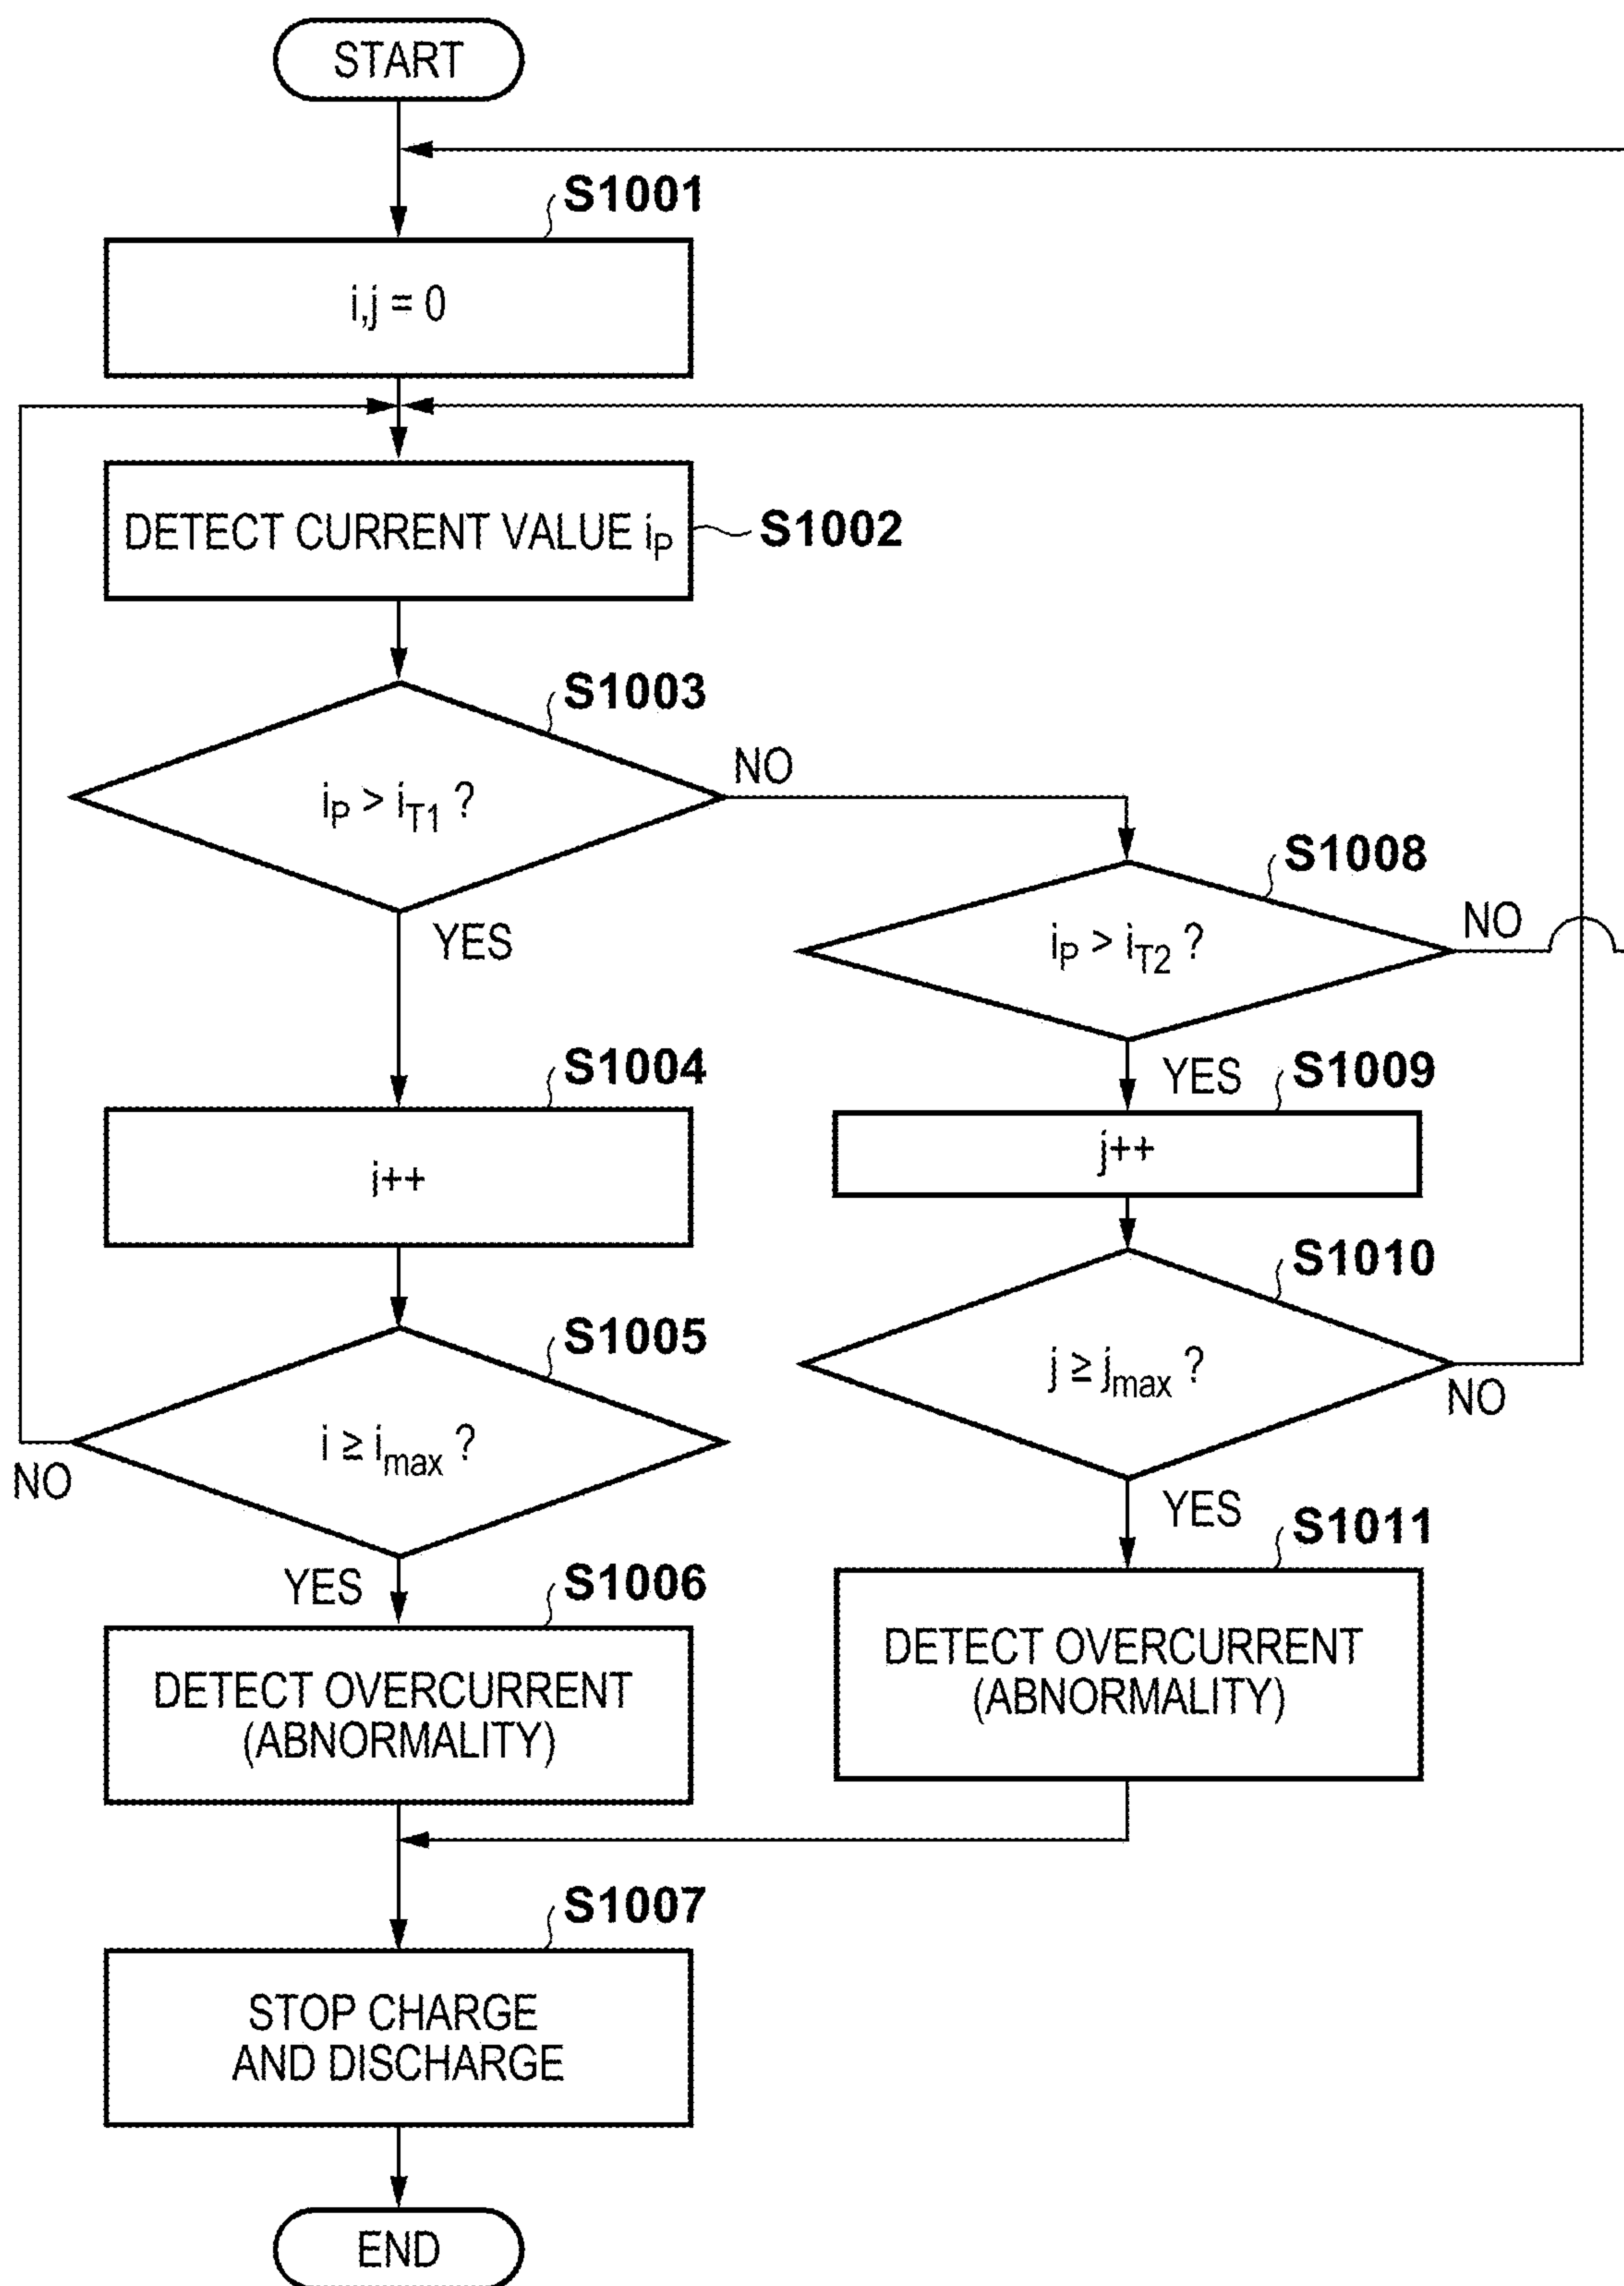 START
S1001
i,j = 0
DETECT CURRENT VALUE iP
S1002
S1003
iP > iT1 ?
NO
YES
S1008
iP > iT2 ?
NO
YES
S1004
i++
S1009
j++
S1005
i ≥ imax ?
NO
YES
S1010
j ≥ jmax ?
NO
YES
S1006
DETECT OVERCURRENT
(ABNORMALITY)
S1011
DETECT OVERCURRENT
(ABNORMALITY)
S1007
STOP CHARGE
AND DISCHARGE
END